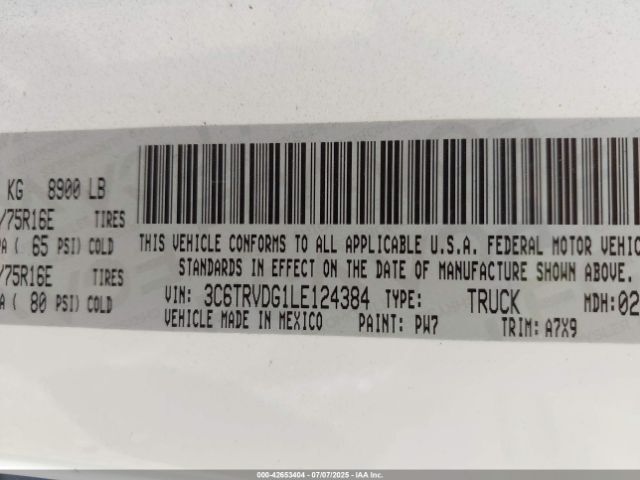 KG 8900 LB
/75R16E TIRES
PA ( 65 PSI) COLD
/75R16E TIRES
A ( 80 PSI) COLD
THIS VEHICLE CONFORMS TO ALL APPLICABLE U.S.A. FEDERAL MOTOR VEHIC
STANDARDS IN EFFECT ON THE DATE OF MANUFACTURE SHOWN ABOVE.
VIN: 3C6TRVDG1LE124384 TYPE: TRUCK MDH: 02
VEHICLE MADE IN MEXICO PAINT: PW7 TRIM: A7X9
000-42653404 - 07/07/2025 - IAA Inc.